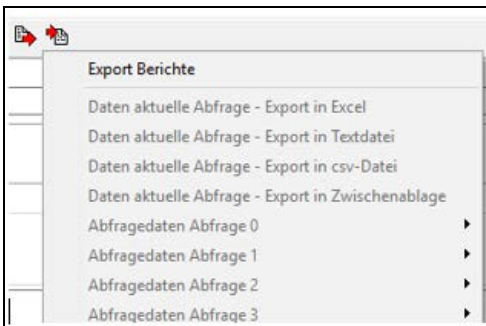 Export Berichte
Daten aktuelle Abfrage - Export in Excel
Daten aktuelle Abfrage - Export in Textdatei
Daten aktuelle Abfrage - Export in csv-Datei
Daten aktuelle Abfrage - Export in Zwischenablage
Abfragedaten Abfrage 0
Abfragedaten Abfrage 1
Abfragedaten Abfrage 2
Abfragedaten Abfrage 3